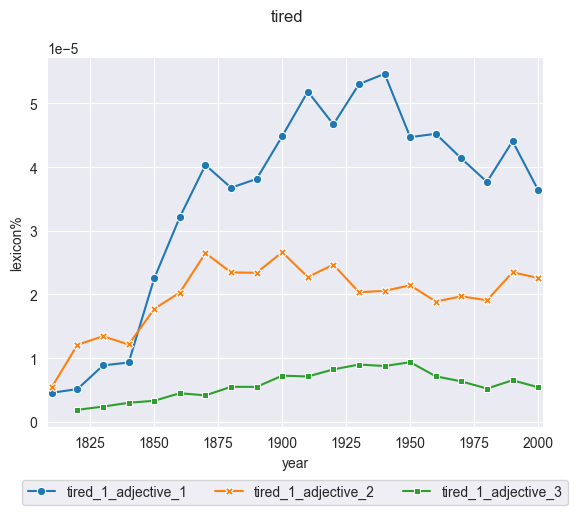 tired
1e−5
5
4
3
2
1
0
lexicon%
1825 1850 1875 1900 1925 1950 1975 2000
year
tired_1_adjective_1 tired_1_adjective_2 tired_1_adjective_3